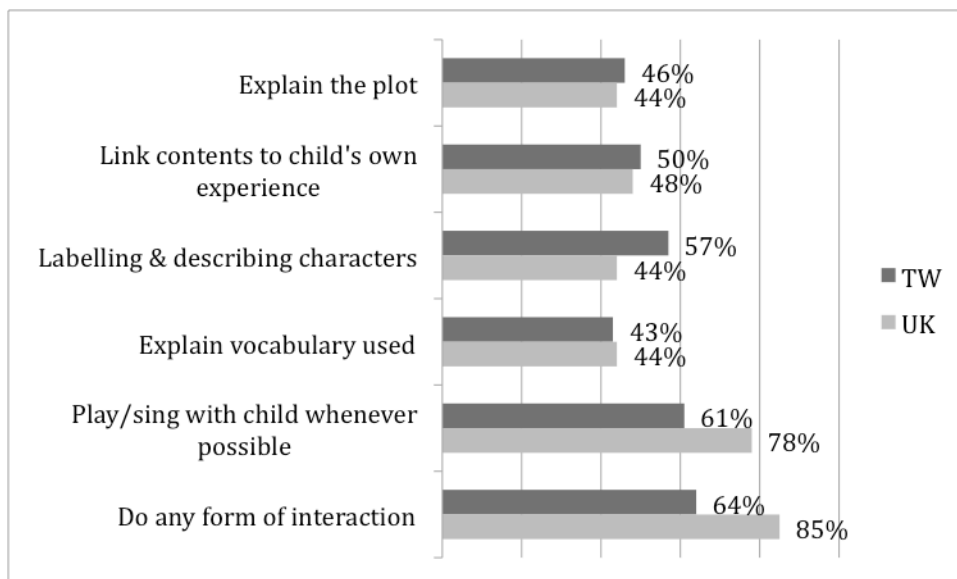 Explain the plot
46%
44%
Link contents to child's own
experience
50%
48%
Labelling & describing characters
57%
44%
Explain vocabulary used
43%
44%
Play/sing with child whenever
possible
61%
78%
Do any form of interaction
64%
85%
TW
UK